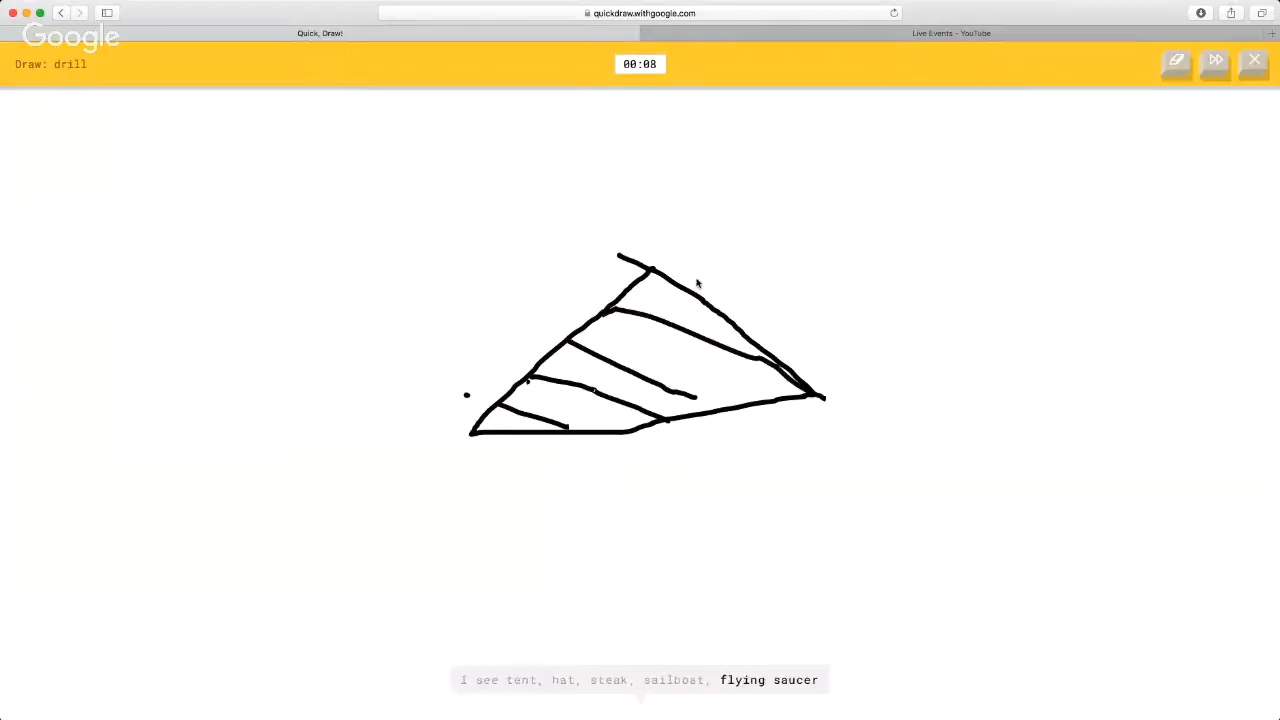 quickdraw.withgoogle.com
Google
Quick, Draw!
Live Events - YouTube
Draw: drill
00:08
I see tent, hat, steak, sailboat, flying saucer